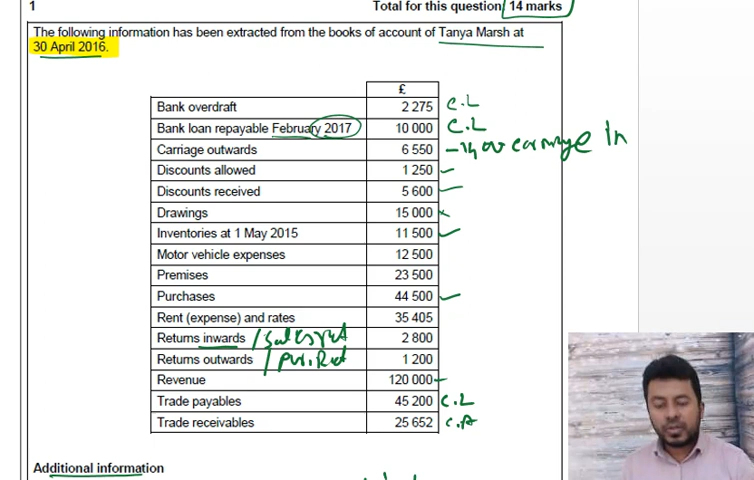 1 Total for this question 14 marks
The following information has been extracted from the books of account of Tanya Marsh at
30 April 2016.
£
Bank overdraft 2 275 C.L
Bank loan repayable February 2017 10 000 C.L
Carriage outwards 6 550
Discounts allowed 1 250
Discounts received 5 600
Drawings 15 000
Inventories at 1 May 2015 11 500
Motor vehicle expenses 12 500
Premises 23 500
Purchases 44 500
Rent (expense) and rates 35 405
Returns inwards 2 800
Returns outwards 1 200
Revenue 120 000
Trade payables 45 200 C.L
Trade receivables 25 652 C.A
Additional information